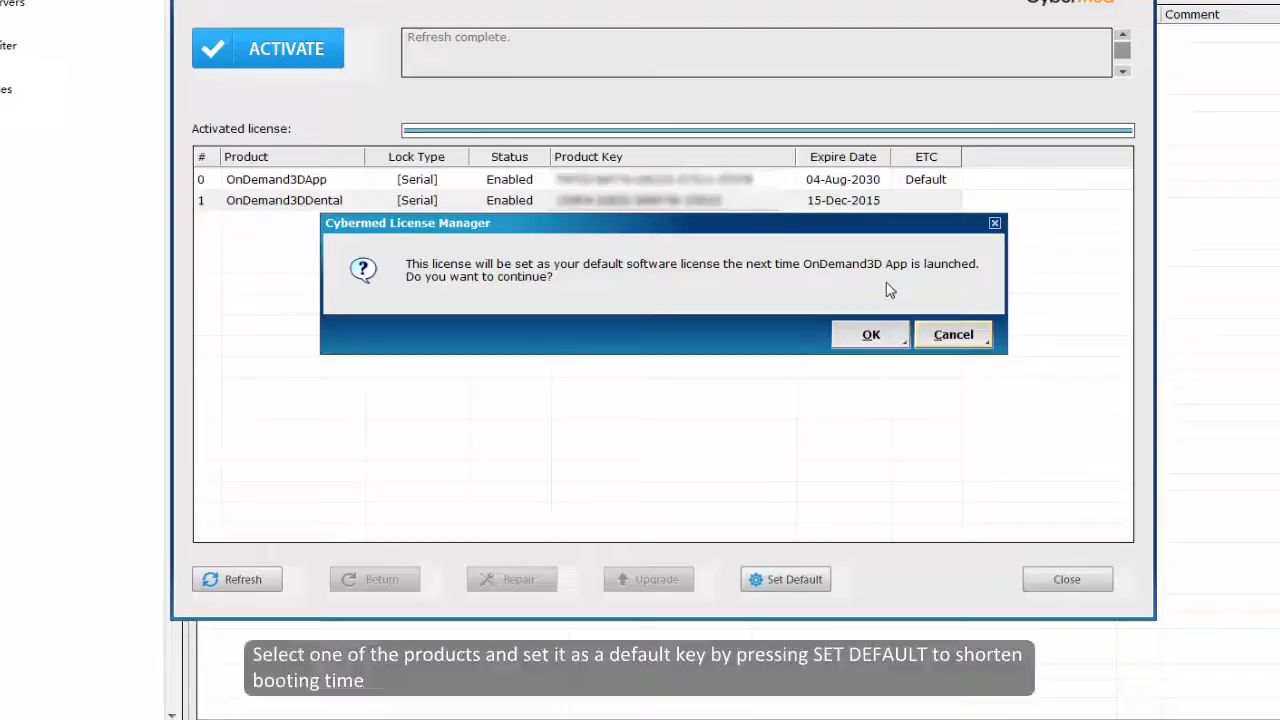 Comment
ACTIVATE
Refresh complete.
Activated license:
# Product Lock Type Status Product Key Expire Date ETC
0 OnDemand3DApp [Serial] Enabled 04-Aug-2030 Default
1 OnDemand3DDental [Serial] Enabled 15-Dec-2015
Cybermed License Manager
This license will be set as your default software license the next time OnDemand3D App is launched.
Do you want to continue?
OK Cancel
Refresh Return Repair Upgrade Set Default Close
Select one of the products and set it as a default key by pressing SET DEFAULT to shorten
booting time